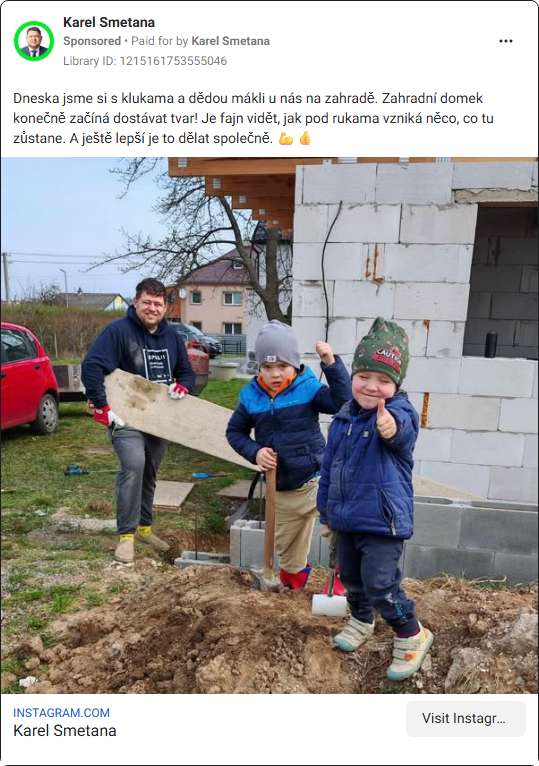 Karel Smetana
Sponsored • Paid for by Karel Smetana
Library ID: 1215161753555046
Dneska jsme si s klukama a dědou mákli u nás na zahradě. Zahradní domek
konečně začíná dostávat tvar! Je fajn vidět, jak pod rukama vzniká něco, co tu
zůstane. A ještě lepší je to dělat společně. 💪👍
INSTAGRAM.COM
Karel Smetana
Visit Instagr...